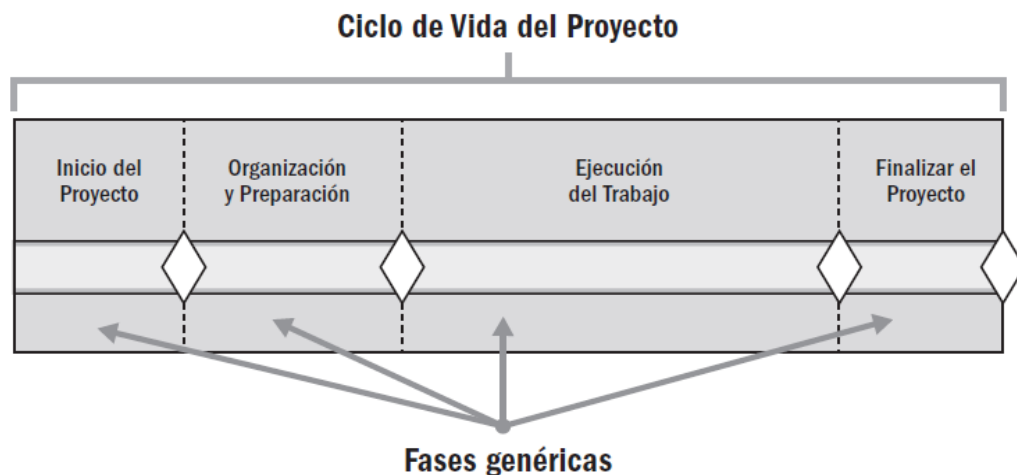 Ciclo de Vida del Proyecto
Inicio del
Proyecto
Organización
y Preparación
Ejecución
del Trabajo
Finalizar el
Proyecto
Fases genéricas